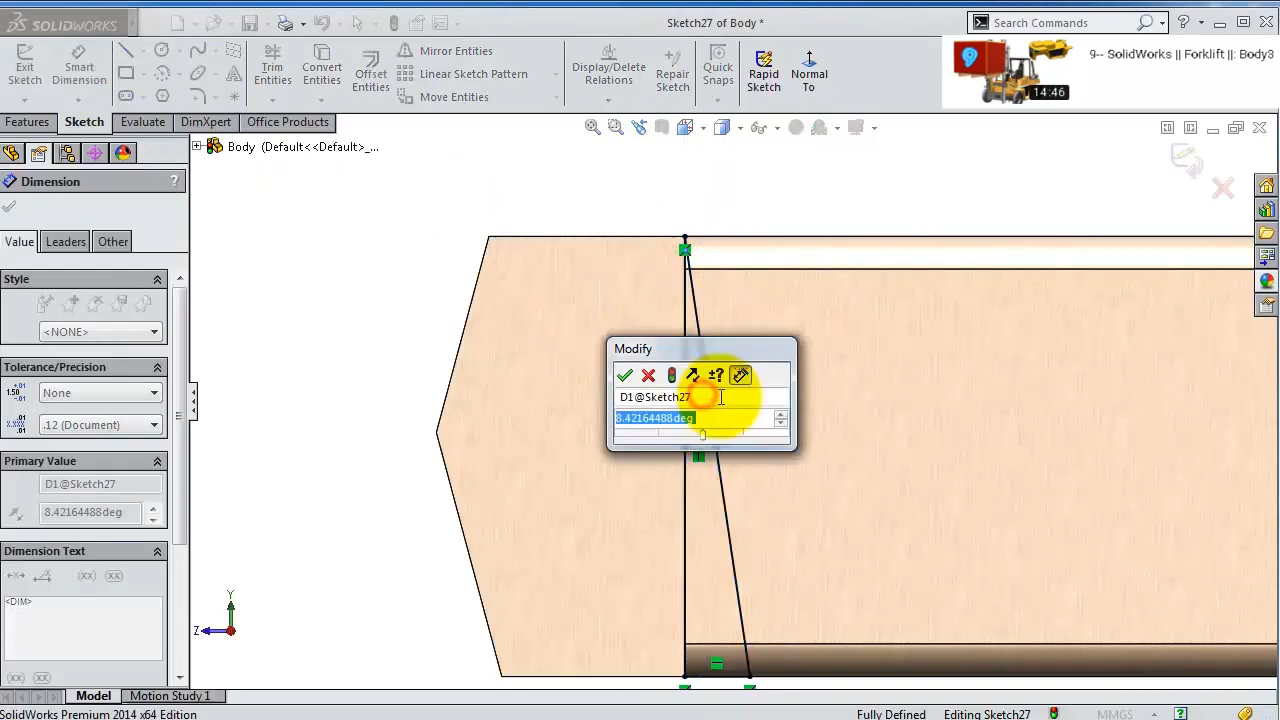 SOLIDWORKS
Sketch27 of Body *
Search Commands
9-- SolidWorks || Forklift ||: Body3
14:46
Exit Sketch
Smart Dimension
Trim Entities
Convert Entities
Offset Entities
Mirror Entities
Linear Sketch Pattern
Move Entities
Display/Delete Relations
Repair Sketch
Quick Snaps
Rapid Sketch
Normal To
Features
Sketch
Evaluate
DimXpert
Office Products
Body (Default<<Default>_...
Dimension
?
Value
Leaders
Other
Style
<NONE>
Tolerance/Precision
None
.12 (Document)
Primary Value
D1@Sketch27
8.42164488deg
Dimension Text
<DIM>
Modify
D1@Sketch27
8.42164488deg
Y
Z
Model
Motion Study 1
SolidWorks Premium 2014 x64 Edition
Fully Defined
Editing Sketch27
MMGS